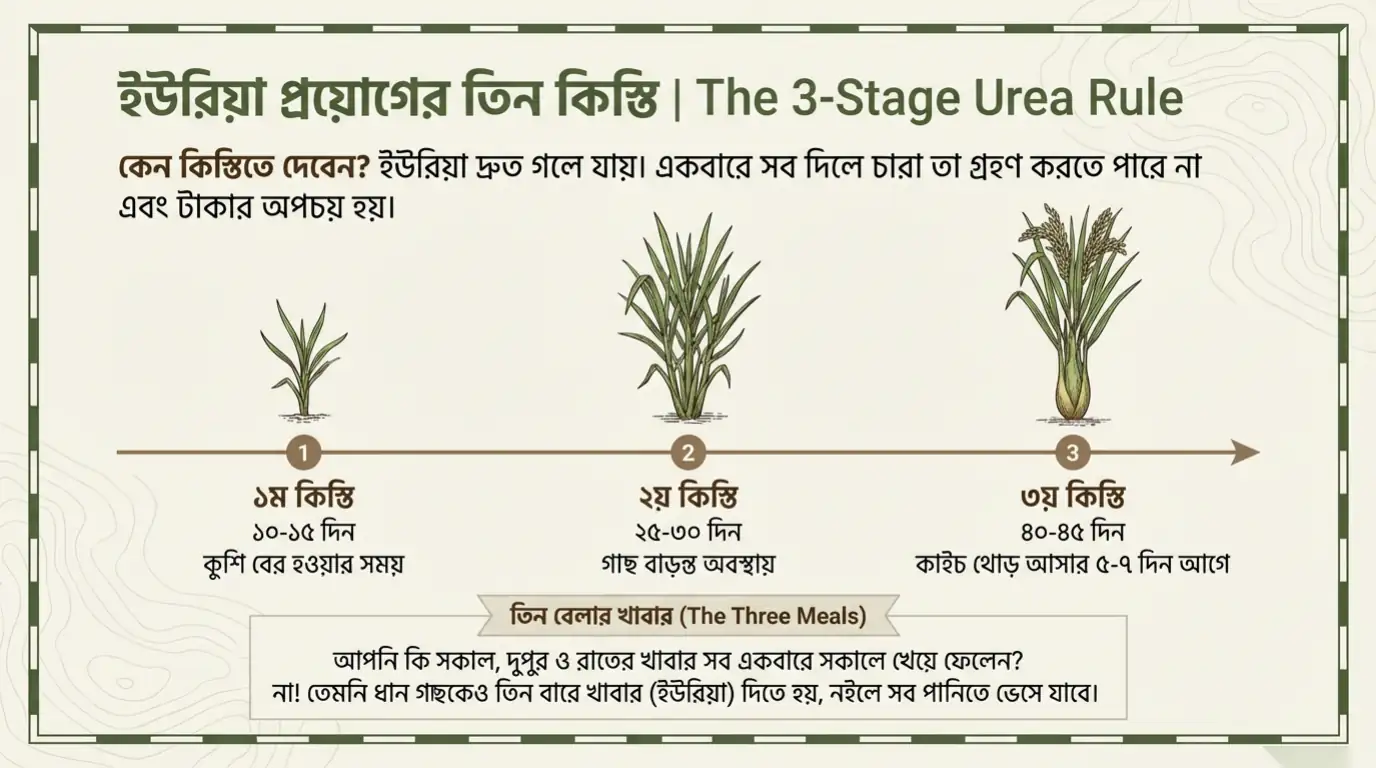 ইউরিয়া প্রয়োগের তিন কিস্তি | The 3-Stage Urea Rule
কেন কিস্তিতে দেবেন? ইউরিয়া দ্রুত গলে যায়। একবারে সব দিলে চারা তা গ্রহণ করতে পারে না
এবং টাকার অপচয় হয়।
1
2
3
১ম কিস্তি
১০-১৫ দিন
কুশি বের হওয়ার সময়
২য় কিস্তি
২৫-৩০ দিন
গাছ বাড়ন্ত অবস্থায়
৩য় কিস্তি
৪০-৪৫ দিন
কাইচ থোড় আসার ৫-৭ দিন আগে
তিন বেলার খাবার (The Three Meals)
আপনি কি সকাল, দুপুর ও রাতের খাবার সব একবারে সকালে খেয়ে ফেলেন?
না! তেমনি ধান গাছকেও তিন বারে খাবার (ইউরিয়া) দিতে হয়, নইলে সব পানিতে ভেসে যাবে।